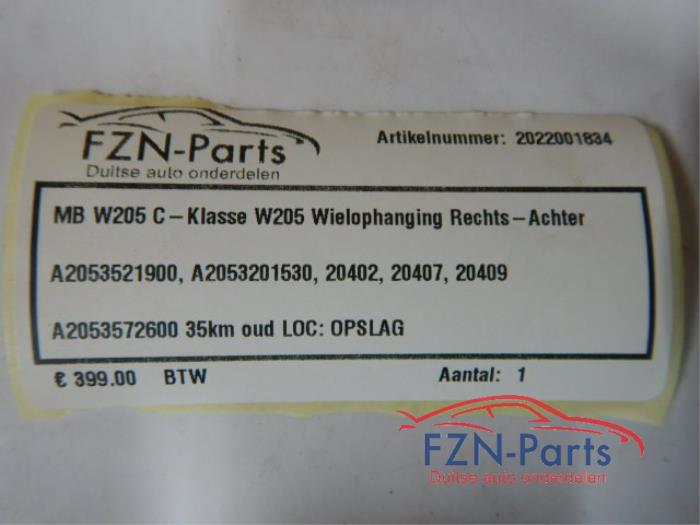 FZN-Parts
Duitse auto onderdelen
Artikelnummer: 2022001834
MB W205 C-Klasse W205 Wielophanging Rechts-Achter
A2053521900, A2053201530, 20402, 20407, 20409
A2053572600 35km oud LOC: OPSLAG
€ 399.00 BTW Aantal: 1
FZN-Parts
Duitse auto onderdelen